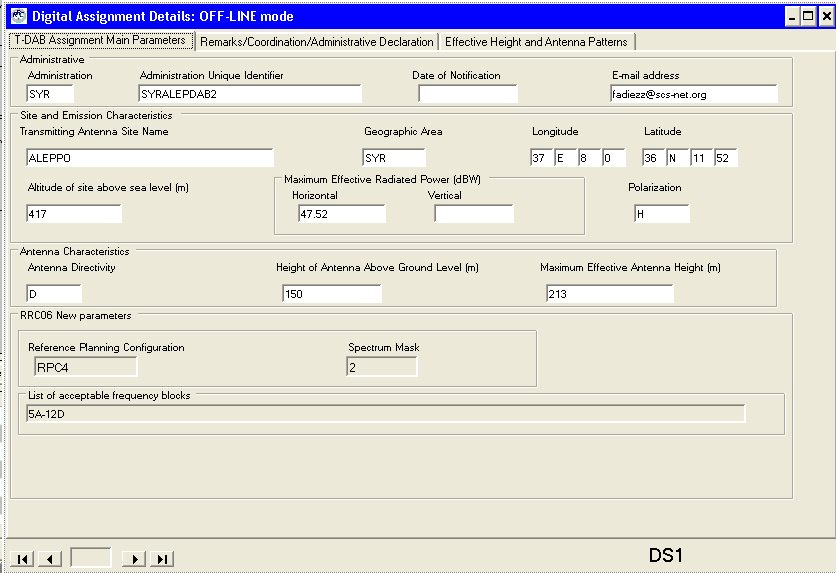 Digital Assignment Details: OFF-LINE mode
T-DAB Assignment Main Parameters Remarks/Coordination/Administrative Declaration Effective Height and Antenna Patterns
Administrative
Administration Administration Unique Identifier Date of Notification E-mail address
SYR SYRALEPDAB2 fadiezz@scs-net.org
Site and Emission Characteristics
Transmitting Antenna Site Name Geographic Area Longitude Latitude
ALEPPO SYR 37 E 8 0 36 N 11 52
Altitude of site above sea level (m) Maximum Effective Radiated Power (dBW) Polarization
Horizontal Vertical
417 47.52 H
Antenna Characteristics
Antenna Directivity Height of Antenna Above Ground Level (m) Maximum Effective Antenna Height (m)
D 150 213
RRC06 New parameters
Reference Planning Configuration Spectrum Mask
RPC4 2
List of acceptable frequency blocks
5A-12D
DS1